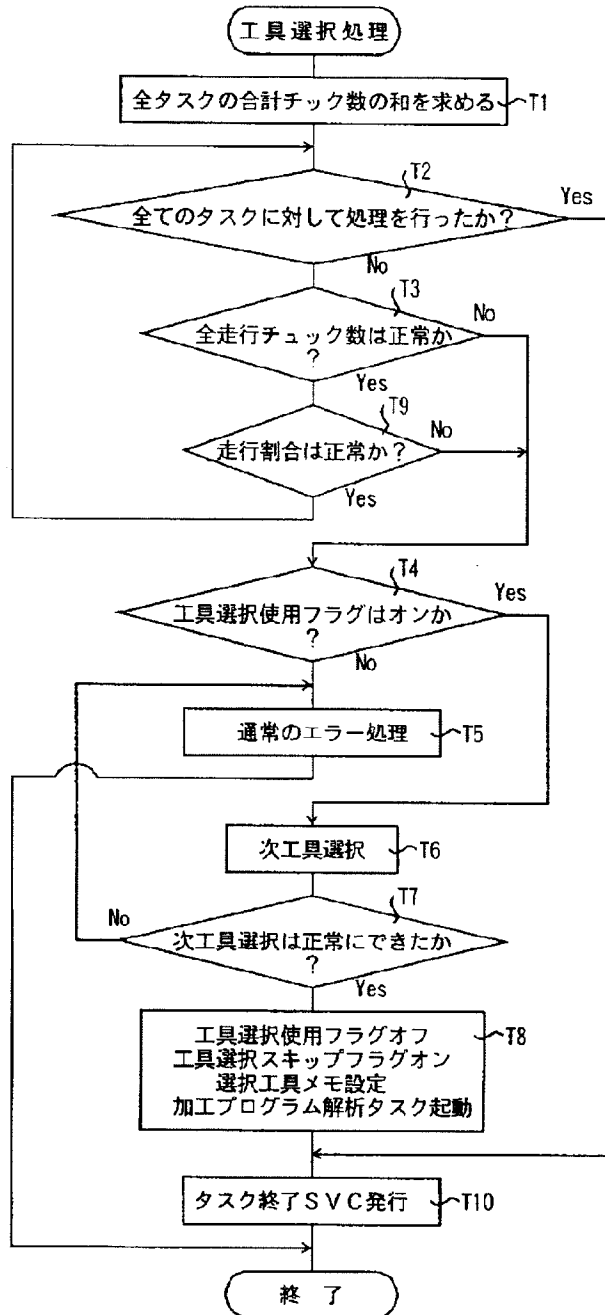 工具選択処理
全タスクの合計チック数の和を求める
T1
T2
全てのタスクに対して処理を行ったか？
Yes
No
T3
全走行チュック数は正常か
？
No
Yes
T9
走行割合は正常か？
No
Yes
T4
工具選択使用フラグはオンか
？
Yes
No
通常のエラー処理
T5
次工具選択
T6
T7
次工具選択は正常にできたか
？
No
Yes
工具選択使用フラグオフ
工具選択スキップフラグオン
選択工具メモ設定
加工プログラム解析タスク起動
T8
タスク終了SVC発行
T10
終了